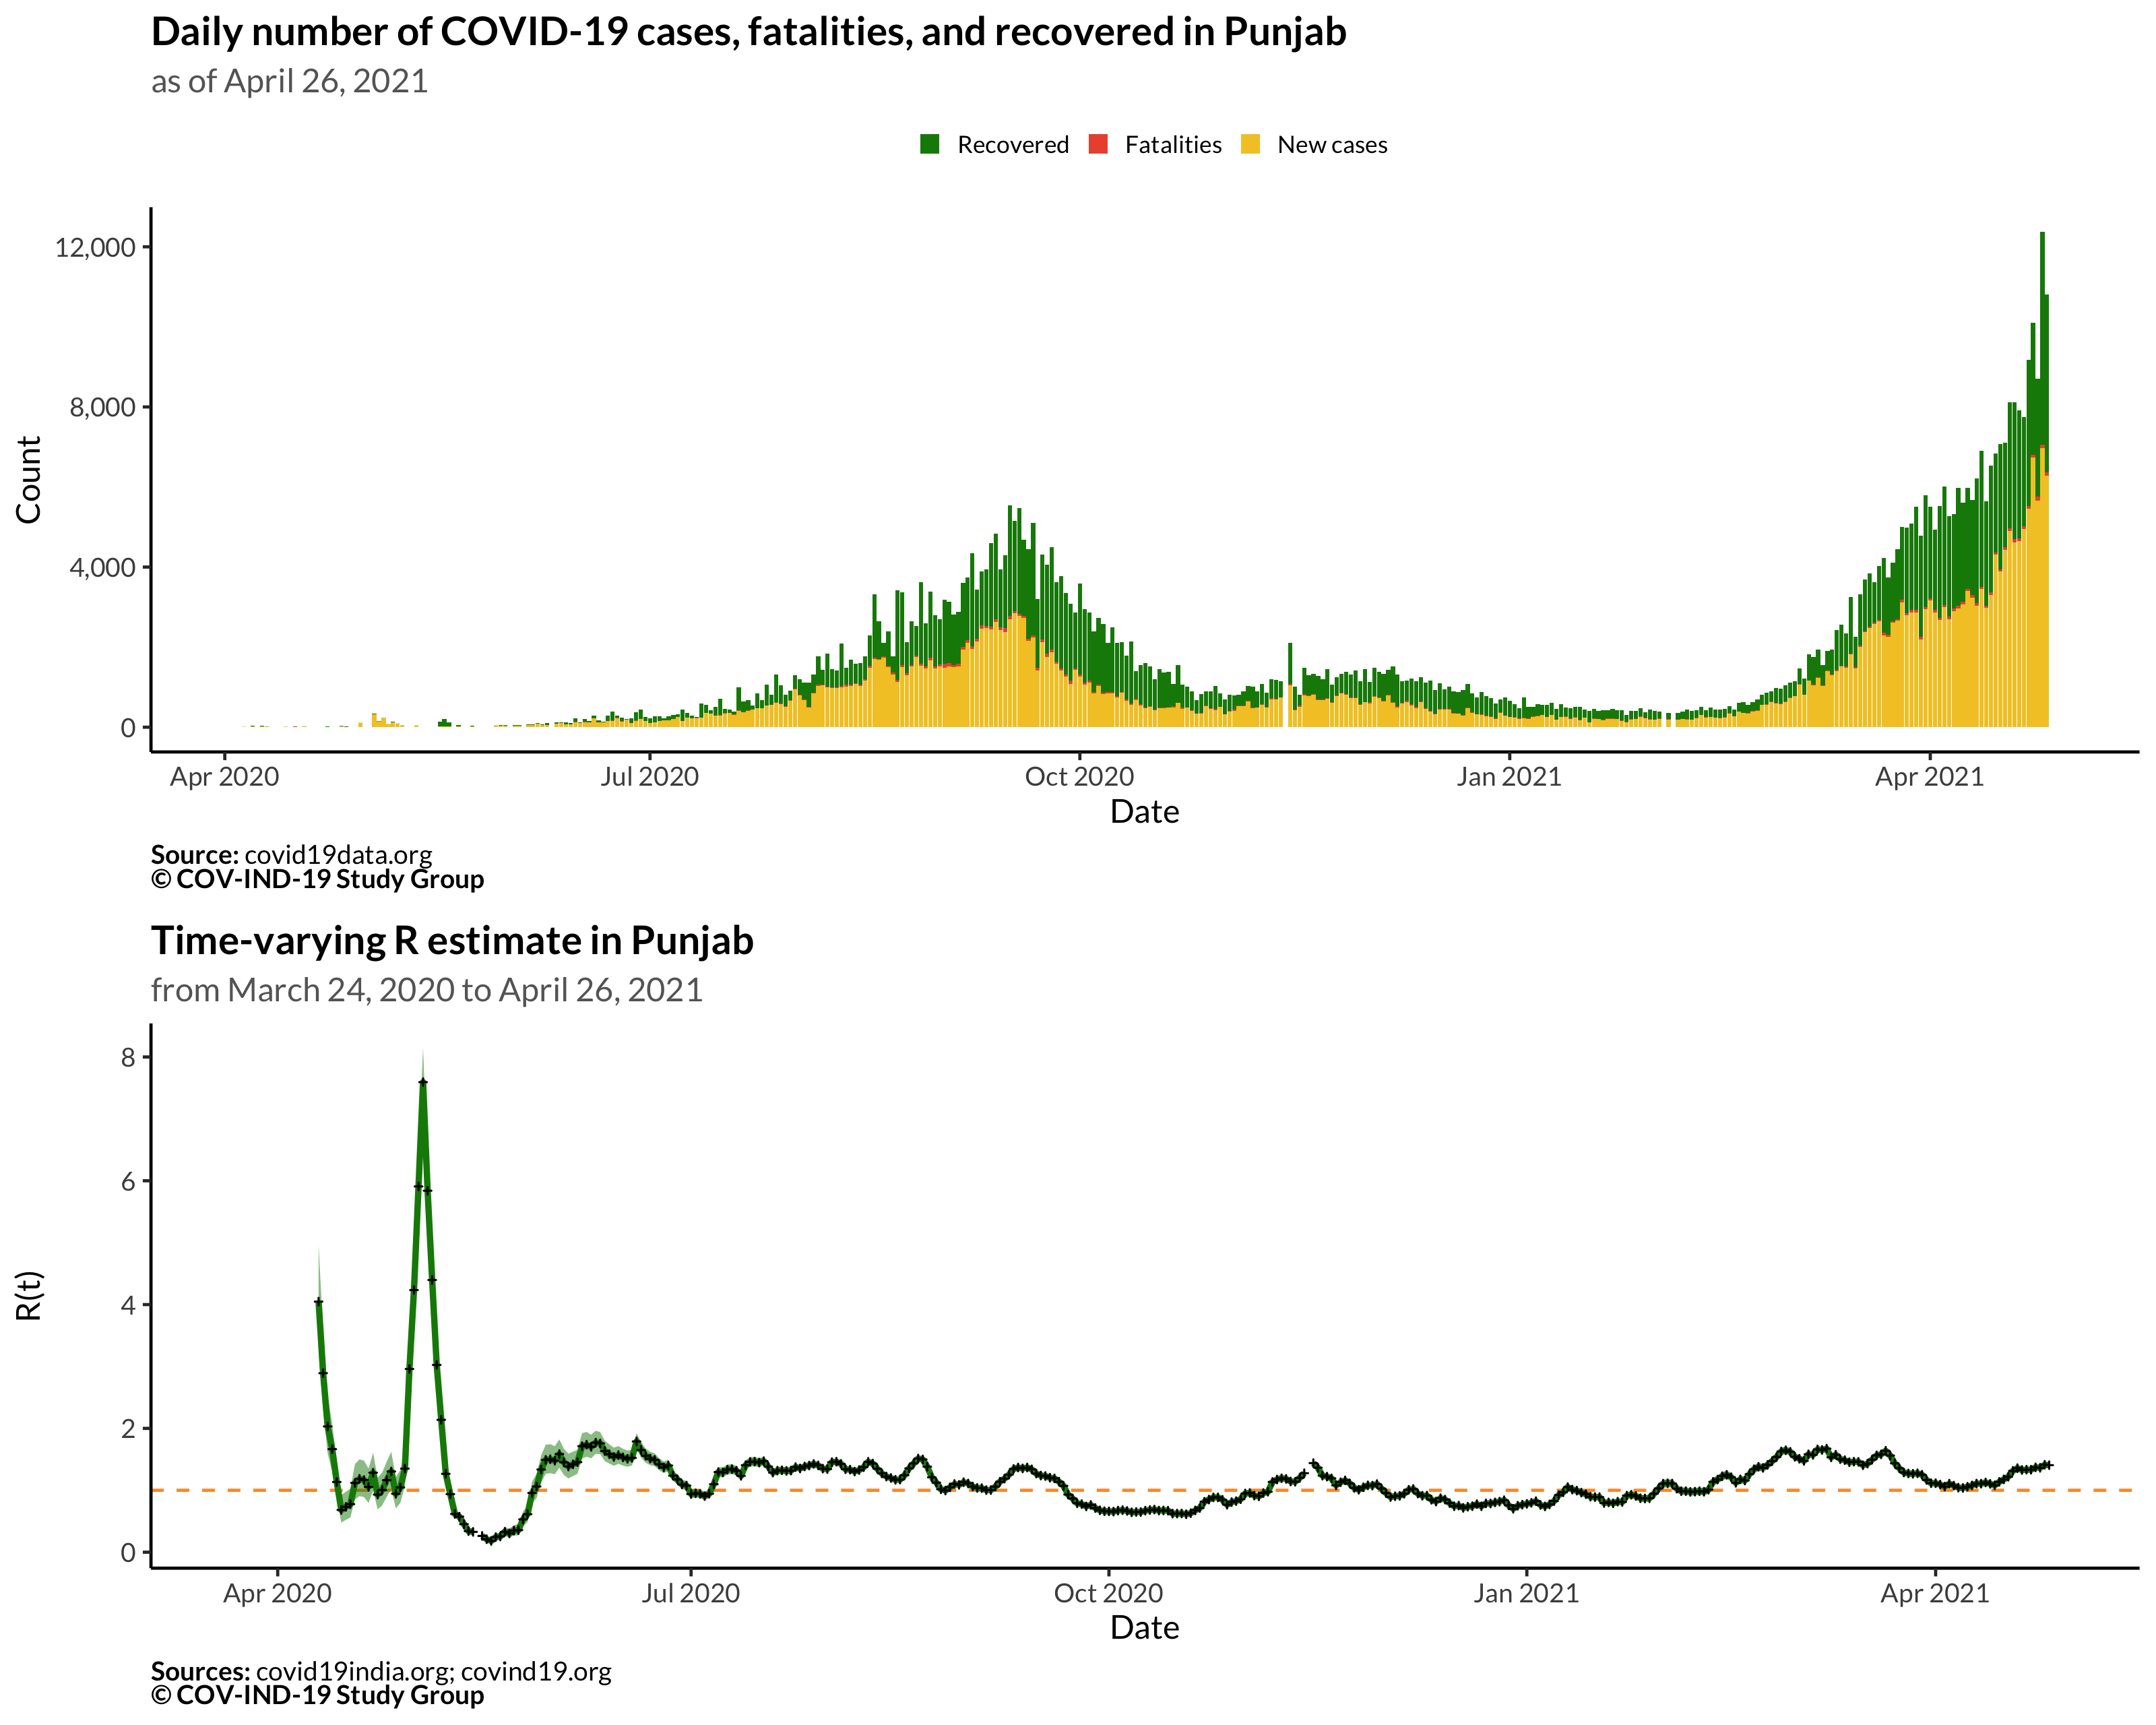 Daily number of COVID-19 cases, fatalities, and recovered in Punjab
as of April 26, 2021
Recovered Fatalities New cases
Count
12,000
8,000
4,000
0
Apr 2020 Jul 2020 Oct 2020 Jan 2021 Apr 2021
Date
Source: covid19data.org
© COV-IND-19 Study Group
Time-varying R estimate in Punjab
from March 24, 2020 to April 26, 2021
R(t)
8
6
4
2
0
Apr 2020 Jul 2020 Oct 2020 Jan 2021 Apr 2021
Date
Sources: covid19india.org; covind19.org
© COV-IND-19 Study Group